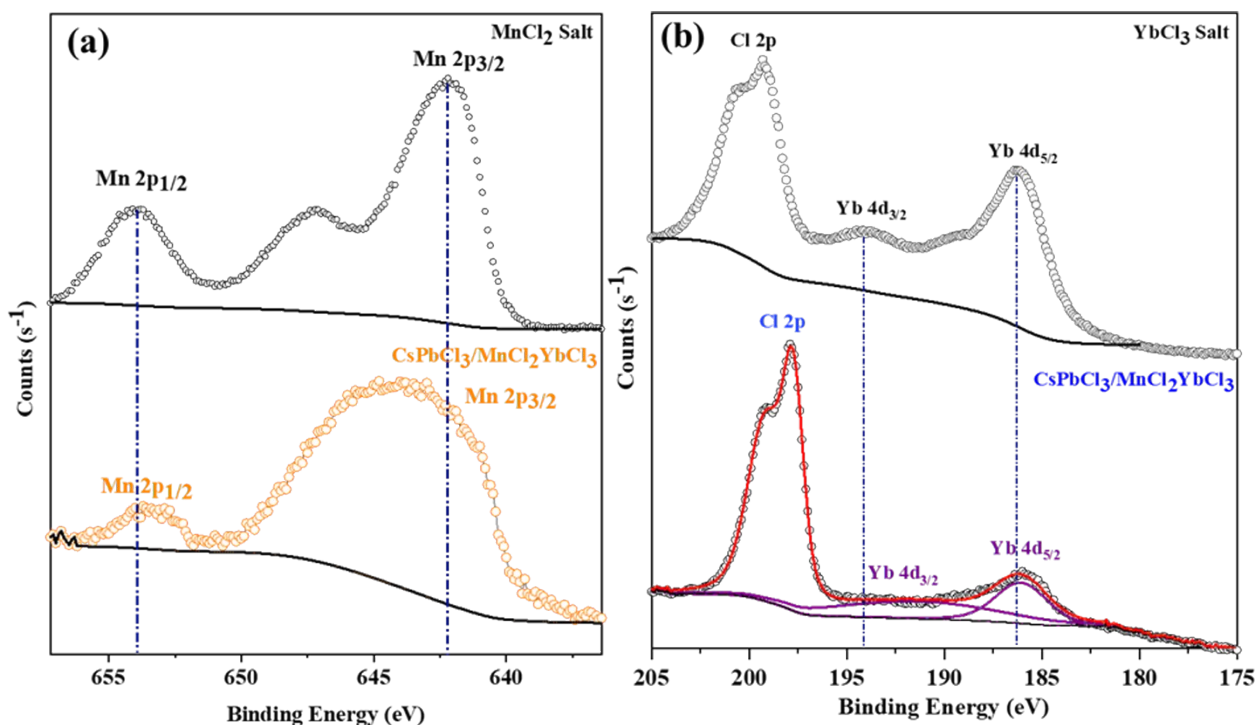 (a)
MnCl2 Salt
Mn 2p3/2
Mn 2p1/2
CsPbCl3/MnCl2YbCl3
Mn 2p3/2
Mn 2p1/2
Counts (s-1)
655
650
645
640
Binding Energy (eV)
(b)
YbCl3 Salt
Cl 2p
Yb 4d5/2
Yb 4d3/2
Cl 2p
CsPbCl3/MnCl2YbCl3
Yb 4d5/2
Yb 4d3/2
Counts (s-1)
205
200
195
190
185
180
175
Binding Energy (eV)